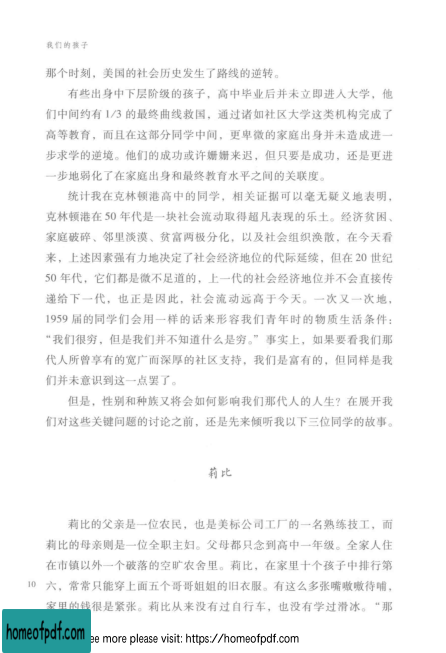 我们的孩子
那个时刻，美国的社会历史发生了路线的逆转。
有些出身中下层阶级的孩子，高中毕业后并未立即进入大学，他
们中间约有 1/3 的最终曲线救国，通过诸如社区大学这类机构完成了
高等教育，而且在这部分同学中间，更卑微的家庭出身并未造成进一
步求学的逆境。他们的成功或许姗姗来迟，但只要是成功，还是更进
一步地弱化了在家庭出身和最终教育水平之间的关联度。
统计我在克林顿港高中的同学，相关证据可以毫无疑义地表明，
克林顿港在 50 年代是一块社会流动取得超凡表现的乐土。经济贫困、
家庭破碎、邻里淡漠、贫富两极分化，以及社会组织涣散，在今天看
来，上述因素强有力地决定了社会经济地位的代际延续，但在 20 世纪
50 年代，它们都是微不足道的，上一代的社会经济地位并不会直接传
递给下一代，也正是因此，社会流动远高于今天。一次又一次地，
1959 届的同学们会用一样的话来形容我们青年时的物质生活条件：
“我们很穷，但是我们并不知道什么是穷。”事实上，如果要看我们那
代人所曾享有的宽广而深厚的社区支持，我们是富有的，但同样是我
们并未意识到这一点罢了。
但是，性别和种族又将会如何影响我们那代人的人生？在展开我
们对这些关键问题的讨论之前，还是先来倾听我以下三位同学的故事。
莉比
莉比的父亲是一位农民，也是美标公司工厂的一名熟练技工，而
莉比的母亲则是一位全职主妇。父母都只念到高中一年级。全家人住
在市镇以外一个破落的空旷农舍里。莉比，在家里十个孩子中排行第
10 六，常常只能穿上面五个哥哥姐姐的旧衣服。有这么多张嘴嗷嗷待哺，
家里的钱很是紧张。莉比从来没有过自行车，也没有学过滑冰。“那
homeofpdf.com
ee more please visit: https://homeofpdf.com